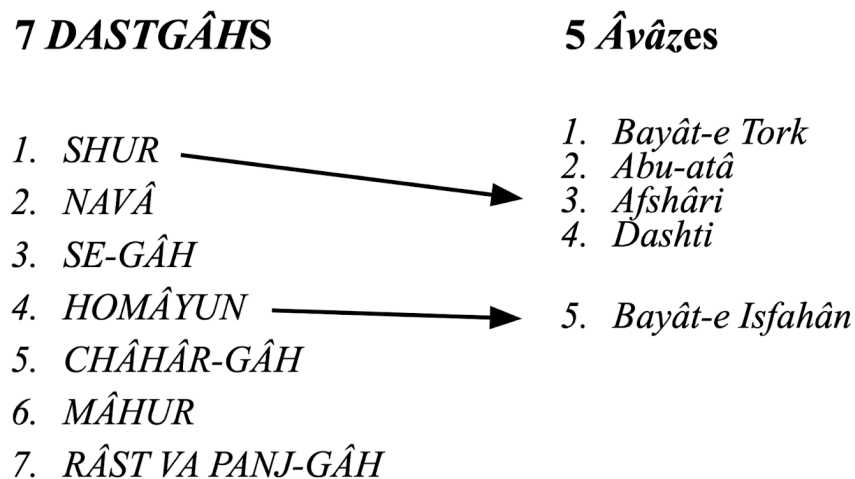 7 DASTGÂHS
1. SHUR
2. NAVÂ
3. SE-GÂH
4. HOMÂYUN
5. CHÂHÂR-GÂH
6. MÂHUR
7. RÂST VA PANJ-GÂH
5 Âvâzes
1. Bayât-e Tork
2. Abu-atâ
3. Afshâri
4. Dashti
5. Bayât-e Isfahân